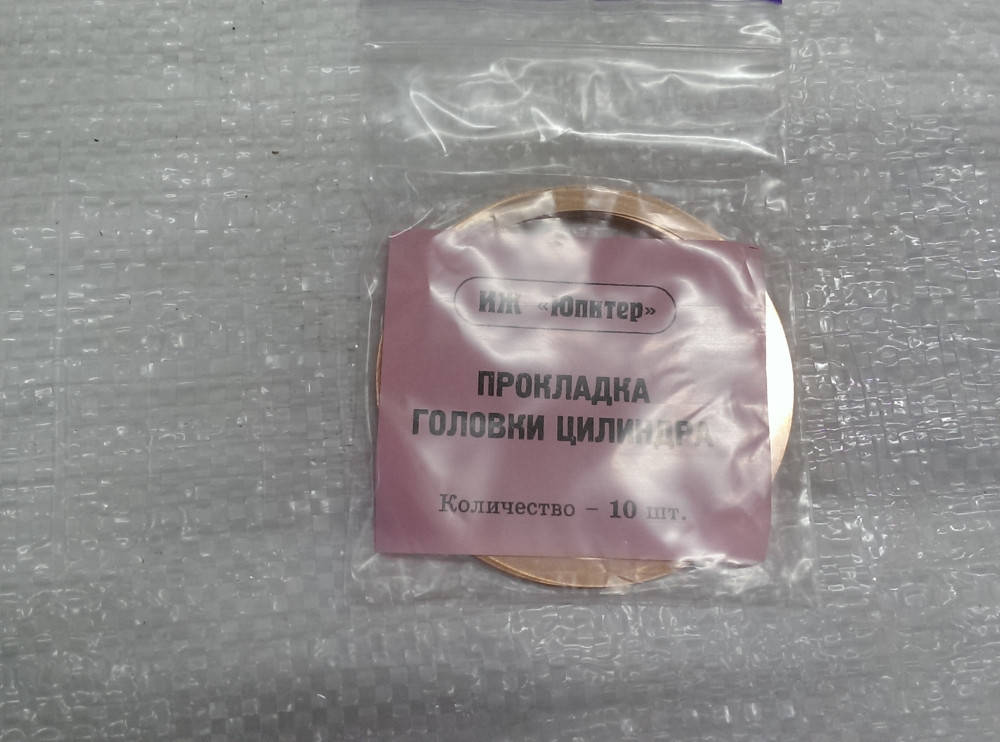 ИЖ «Юпитер»
ПРОКЛАДКА
ГОЛОВКИ ЦИЛИНДРА
Количество – 10 шт.